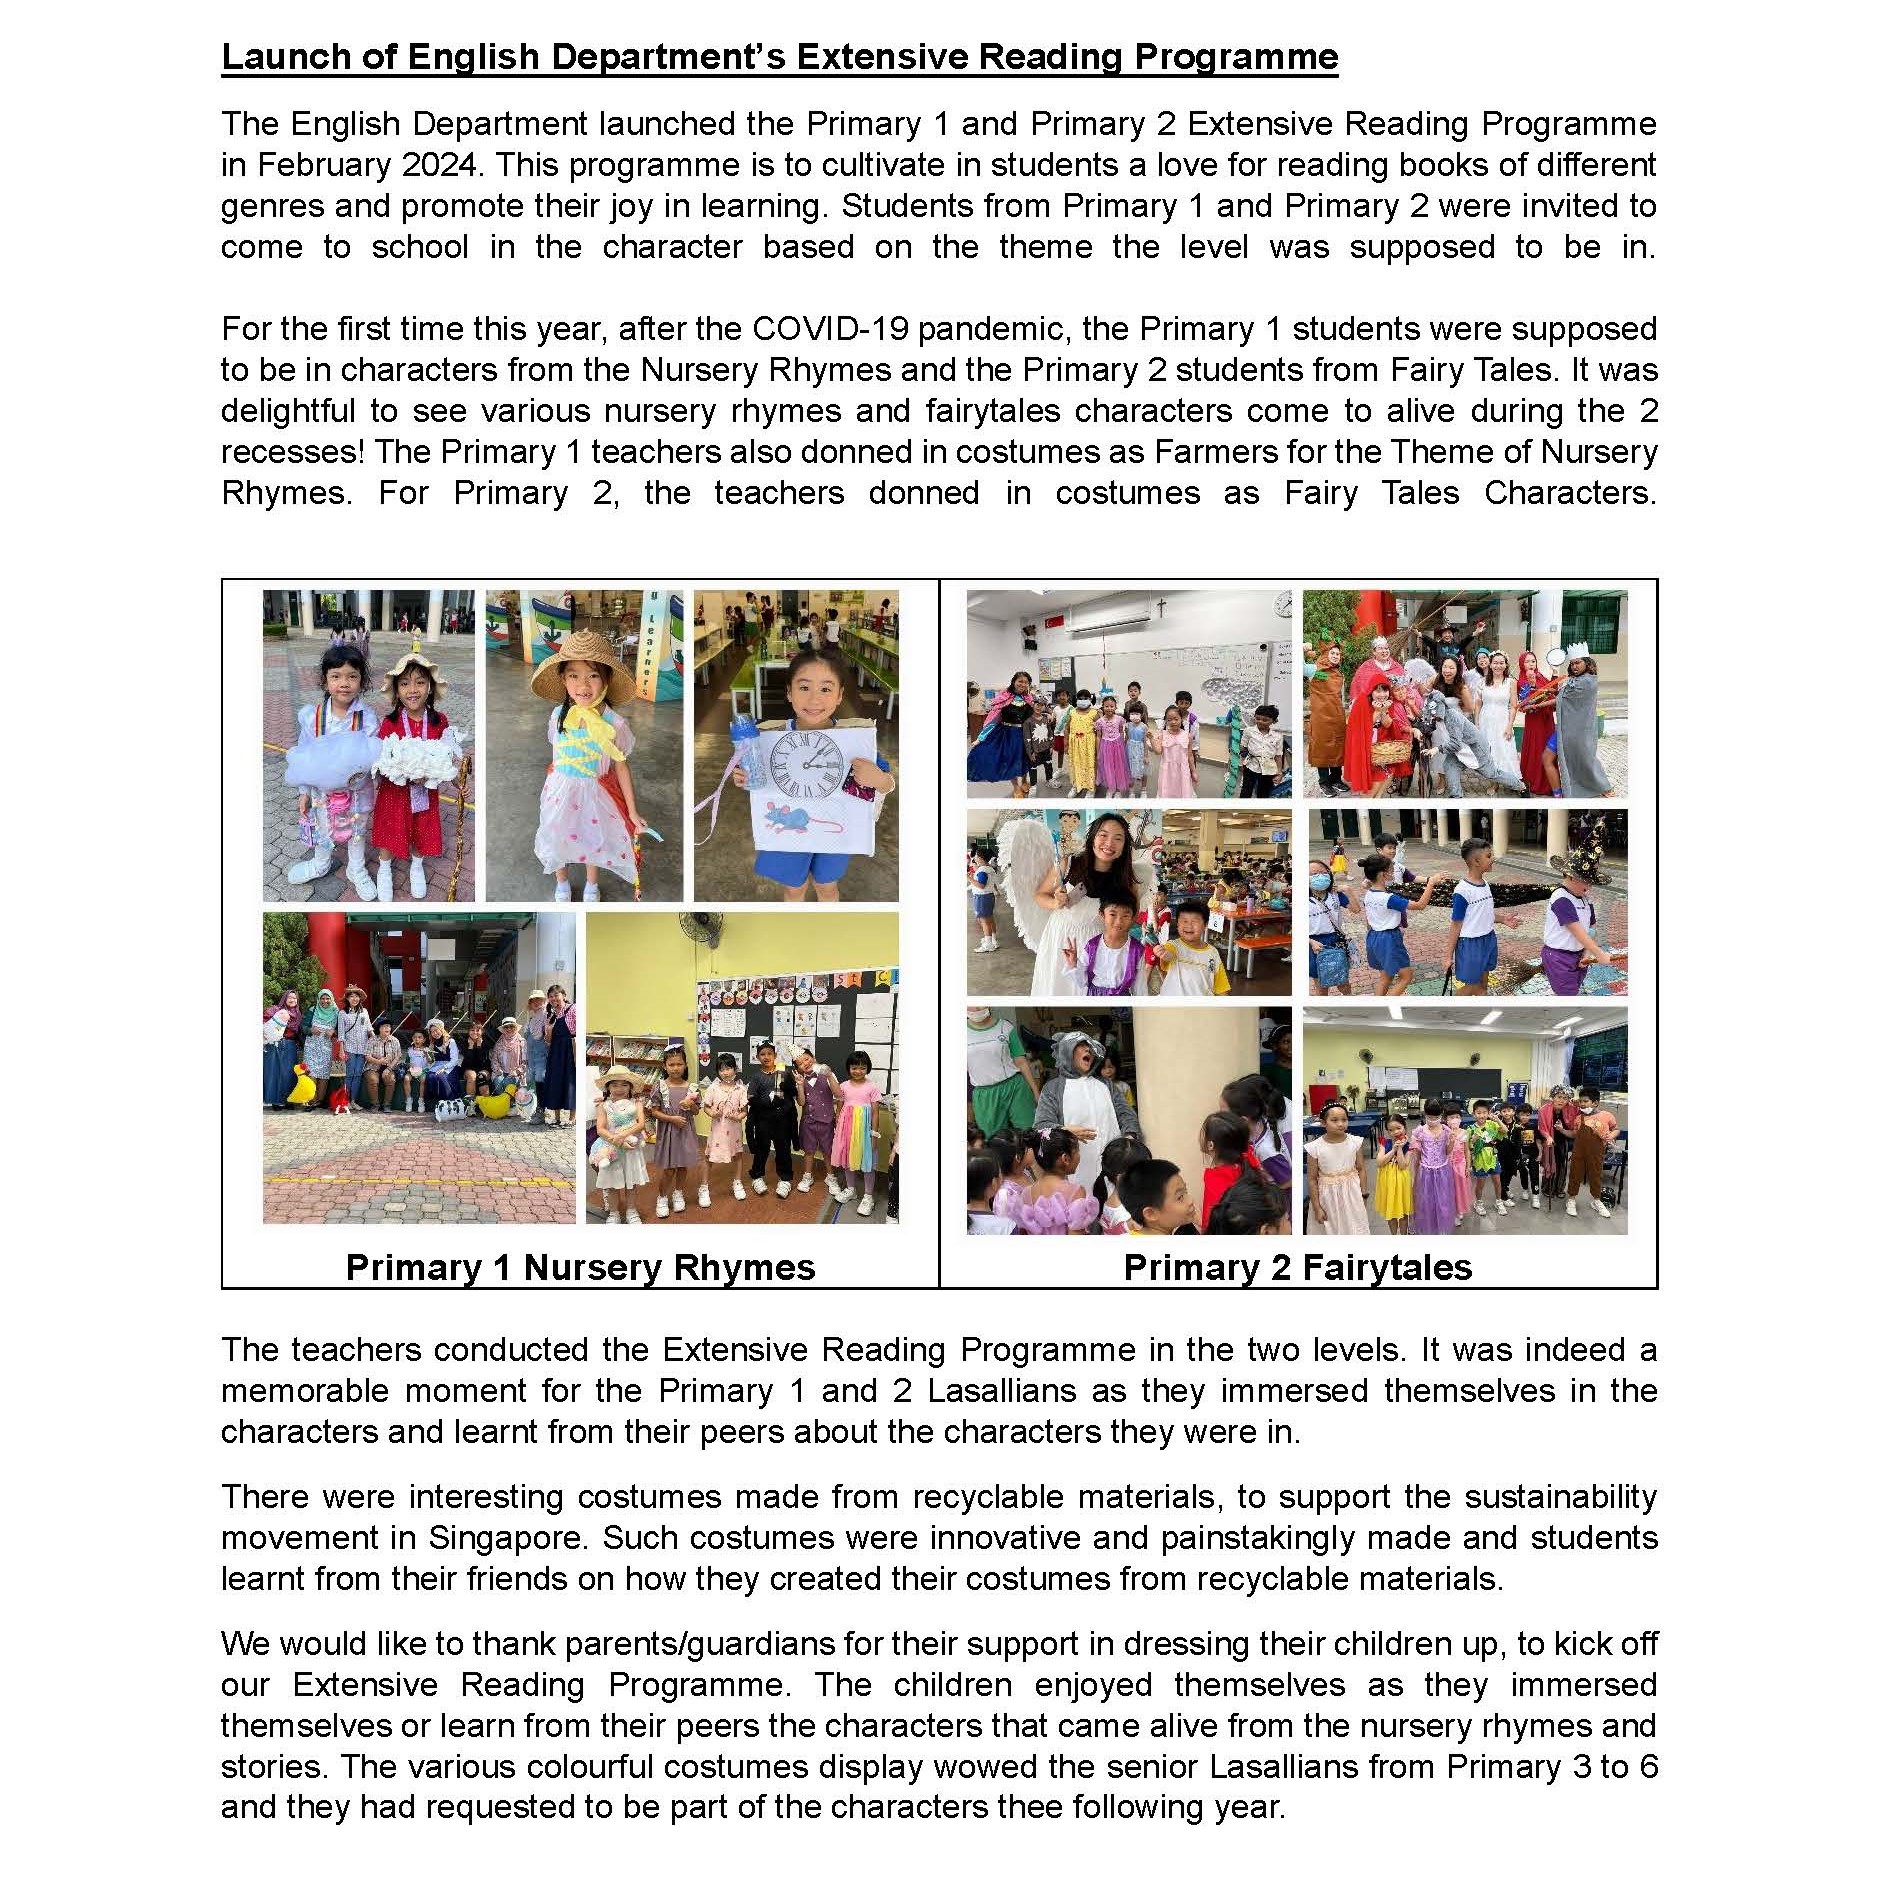 Launch of English Department’s Extensive Reading Programme
The English Department launched the Primary 1 and Primary 2 Extensive Reading Programme
in February 2024. This programme is to cultivate in students a love for reading books of different
genres and promote their joy in learning. Students from Primary 1 and Primary 2 were invited to
come to school in the character based on the theme the level was supposed to be in.
For the first time this year, after the COVID-19 pandemic, the Primary 1 students were supposed
to be in characters from the Nursery Rhymes and the Primary 2 students from Fairy Tales. It was
delightful to see various nursery rhymes and fairytales characters come to alive during the 2
recesses! The Primary 1 teachers also donned in costumes as Farmers for the Theme of Nursery
Rhymes. For Primary 2, the teachers donned in costumes as Fairy Tales Characters.
Learners
Primary 1 Nursery Rhymes
Primary 2 Fairytales
The teachers conducted the Extensive Reading Programme in the two levels. It was indeed a
memorable moment for the Primary 1 and 2 Lasallians as they immersed themselves in the
characters and learnt from their peers about the characters they were in.
There were interesting costumes made from recyclable materials, to support the sustainability
movement in Singapore. Such costumes were innovative and painstakingly made and students
learnt from their friends on how they created their costumes from recyclable materials.
We would like to thank parents/guardians for their support in dressing their children up, to kick off
our Extensive Reading Programme. The children enjoyed themselves as they immersed
themselves or learn from their peers the characters that came alive from the nursery rhymes and
stories. The various colourful costumes display wowed the senior Lasallians from Primary 3 to 6
and they had requested to be part of the characters thee following year.